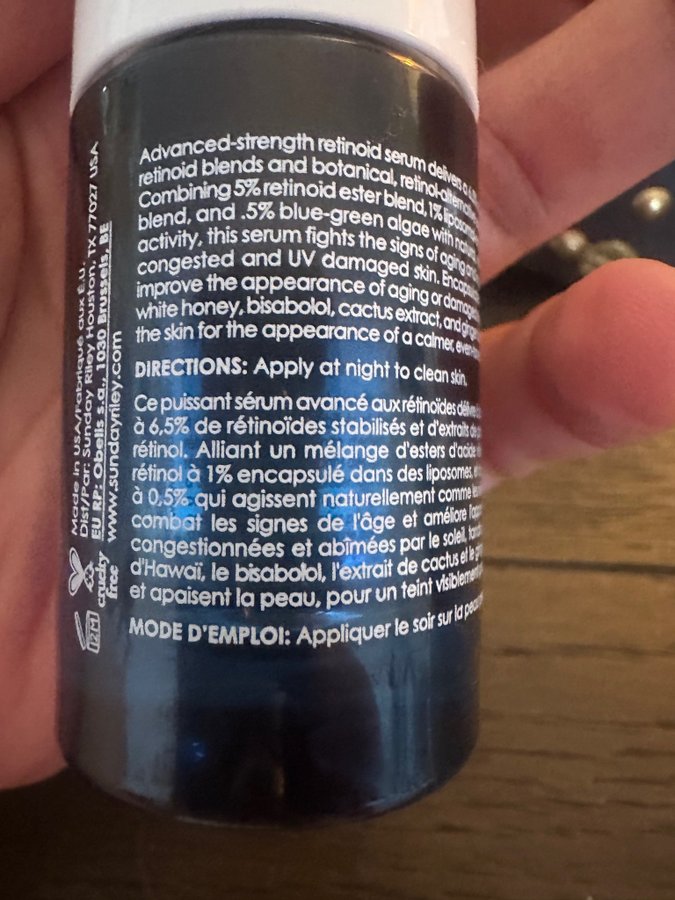 Advanced-strength retinoid serum delivers a
retinoid blends and botanical,
Combining 5% retinoid ester blend, 1%
blend, and .5% blue-green algae with
activity, this serum fights the signs of aging
congested and UV damaged skin.
improve the appearance of aging or
white honey, bisabolol, cactus extract, and
the skin for the appearance of a calmer,
DIRECTIONS: Apply at night to clean skin.
Ce puissant sérum avancé aux rétinoïdes
à 6,5% de rétinoïdes stabilisés et d'extraits de
rétinol. Alliant un mélange d'esters d'acide
rétinol à 1% encapsulé dans des liposomes,
à 0,5% qui agissent naturellement comme
combat les signes de l'âge et améliore
congestionnées et abîmées par le soleil,
d'Hawaï, le bisabolol, l'extrait de cactus et le
et apaisent la peau, pour un teint visiblement
MODE D'EMPLOI: Appliquer le soir sur la
Made in USA/Fabriqué aux É.U.
Dist/Par: Sunday Riley Houston, TX 77027 USA
EU RP: Obelis s.a., 1030 Brussels, BE
www.sundayriley.com
cruelty
free
12M